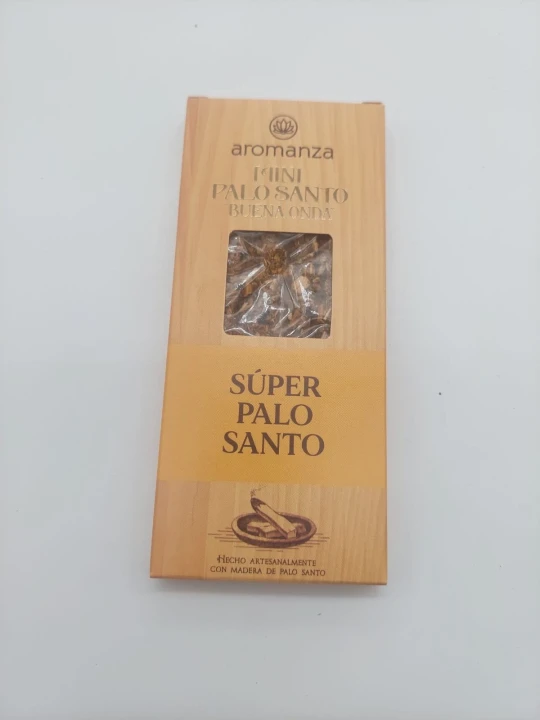 aromanza
MINI
PALO SANTO
BUENA ONDA
SÚPER
PALO
SANTO
HECHO ARTESANALMENTE
CON MADERA DE PALO SANTO